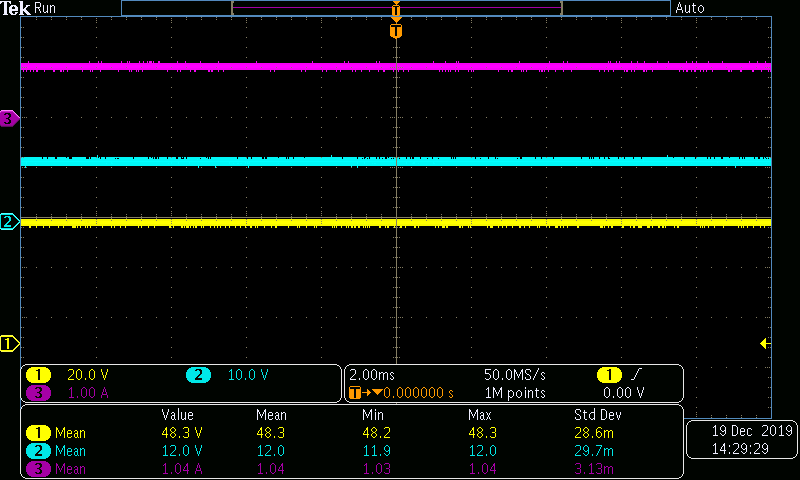 Tek Run Auto
T
T
3
2
1
1 20.0 V 2 10.0 V
3 1.00 A
2.00ms 50.0MS/s 1 /
T→▼0.000000 s 1M points 0.00 V
Value Mean Min Max Std Dev
1 Mean 48.3 V 48.3 48.2 48.3 28.6m
2 Mean 12.0 V 12.0 11.9 12.0 29.7m
3 Mean 1.04 A 1.04 1.03 1.04 3.13m
19 Dec 2019
14:29:29